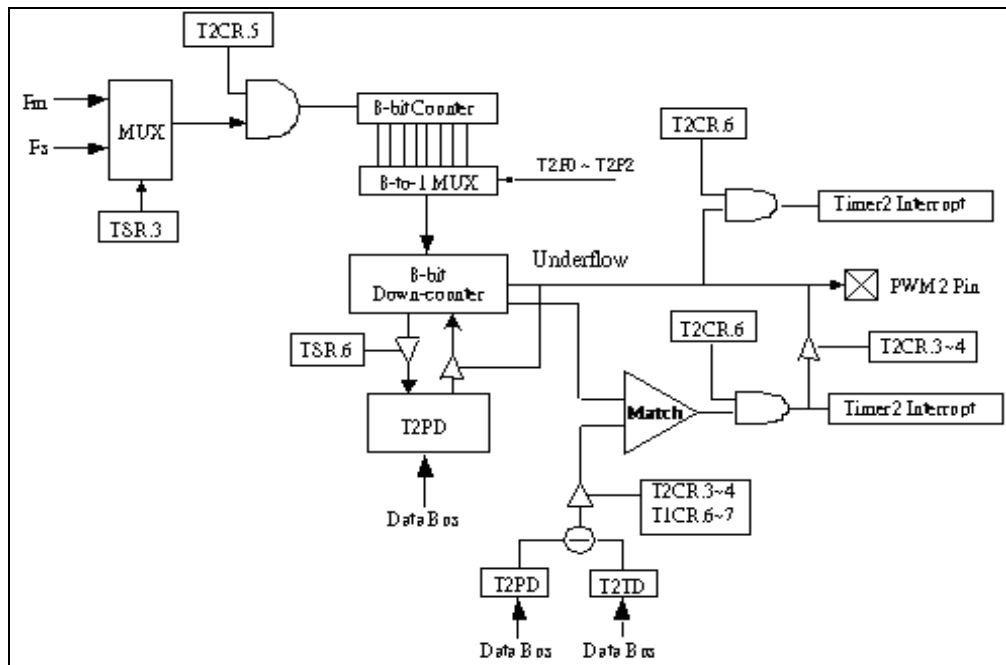 T2CR.5
Fm
Fs
MUX
TSR.3
8-bit Counter
8-to-1 MUX
T2P0 ~ T2P2
T2CR.6
Timer2 Interrupt
8-bit
Down-counter
Underflow
PWM 2 Pin
TSR.6
T2CR.6
T2CR.3~4
T2PD
Match
Timer2 Interrupt
Data Bus
T2CR.3~4
T1CR.6~7
T2PD
T2TD
Data Bus
Data Bus